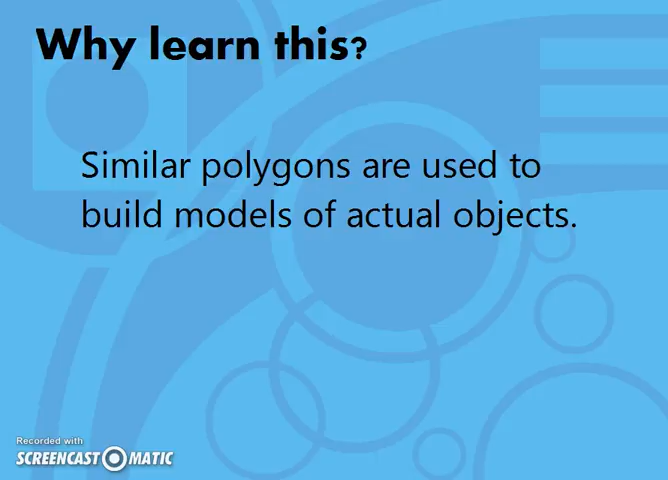 Why learn this?
Similar polygons are used to
build models of actual objects.
Recorded with
SCREENCAST MATIC